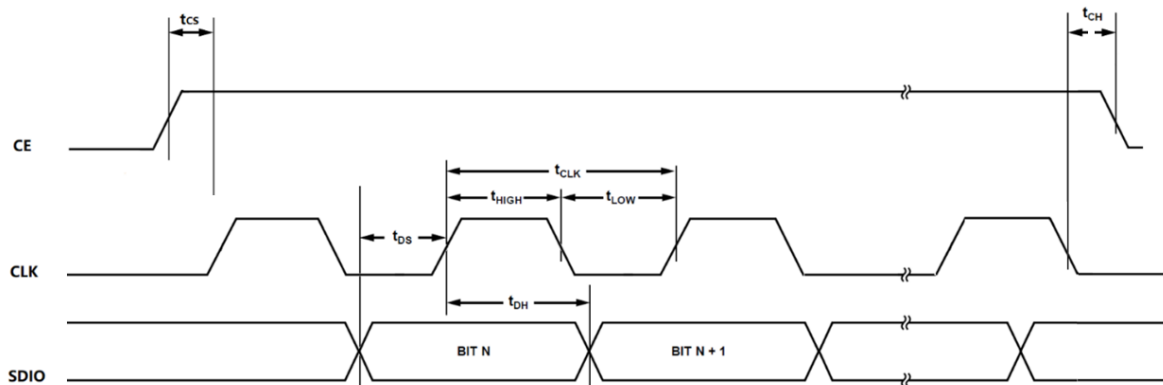 tCS
tCH
CE
tCLK
tHIGH
tLOW
tDS
CLK
tDH
BIT N
BIT N + 1
SDIO